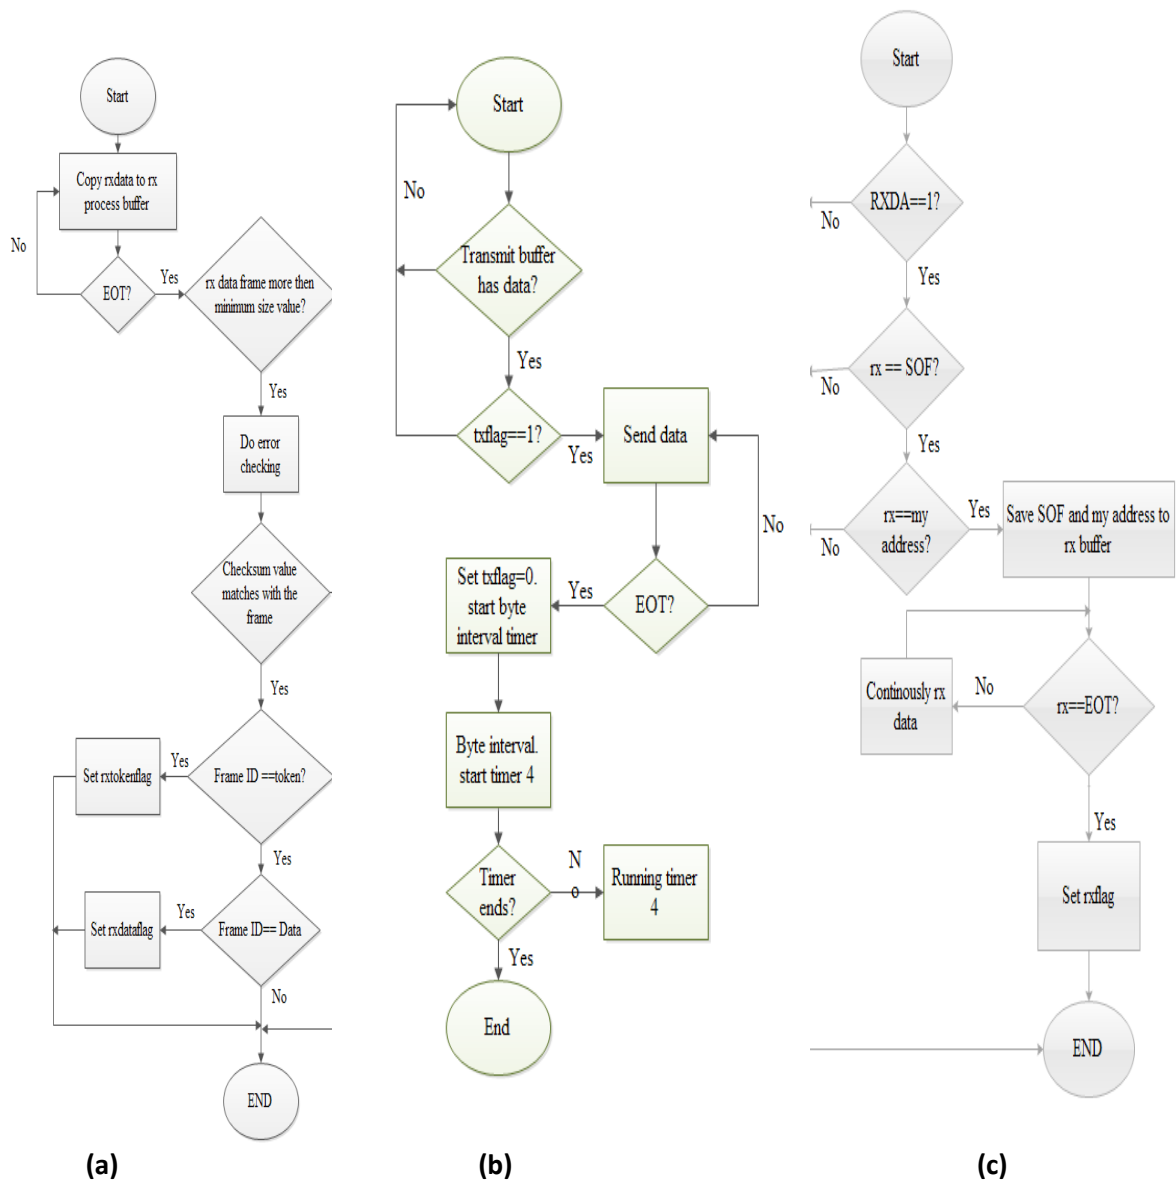 Start
Copy rxdata to rx
process buffer
No
EOT?
Yes
rx data frame more then
minimum size value?
Yes
Do error
checking
Checksum value
matches with the
frame
Yes
Frame ID ==token?
Yes
Set rxtokenflag
Yes
Frame ID== Data
Yes
Set rxdataflag
No
END
(a)
Start
No
Transmit buffer
has data?
Yes
txflag==1?
Yes
Send data
No
EOT?
Yes
Set txflag=0.
start byte
interval timer
Byte interval.
start timer 4
Timer
ends?
N
Running timer
4
Yes
End
(b)
Start
RXDA==1?
No
Yes
rx == SOF?
No
Yes
rx==my
address?
No
Yes
Save SOF and my address to
rx buffer
Continously rx
data
No
rx==EOT?
Yes
Set rxflag
END
(c)